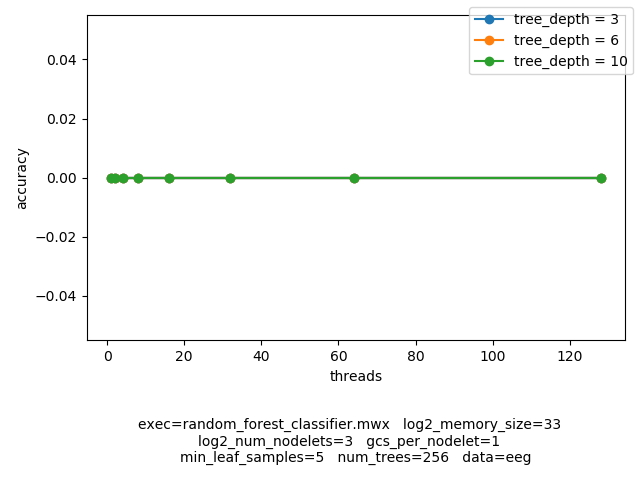 tree_depth = 3
tree_depth = 6
tree_depth = 10
0.04
0.02
0.00
−0.02
−0.04
accuracy
0 20 40 60 80 100 120
threads
exec=random_forest_classifier.mwx log2_memory_size=33
log2_num_nodelets=3 gcs_per_nodelet=1
min_leaf_samples=5 num_trees=256 data=eeg